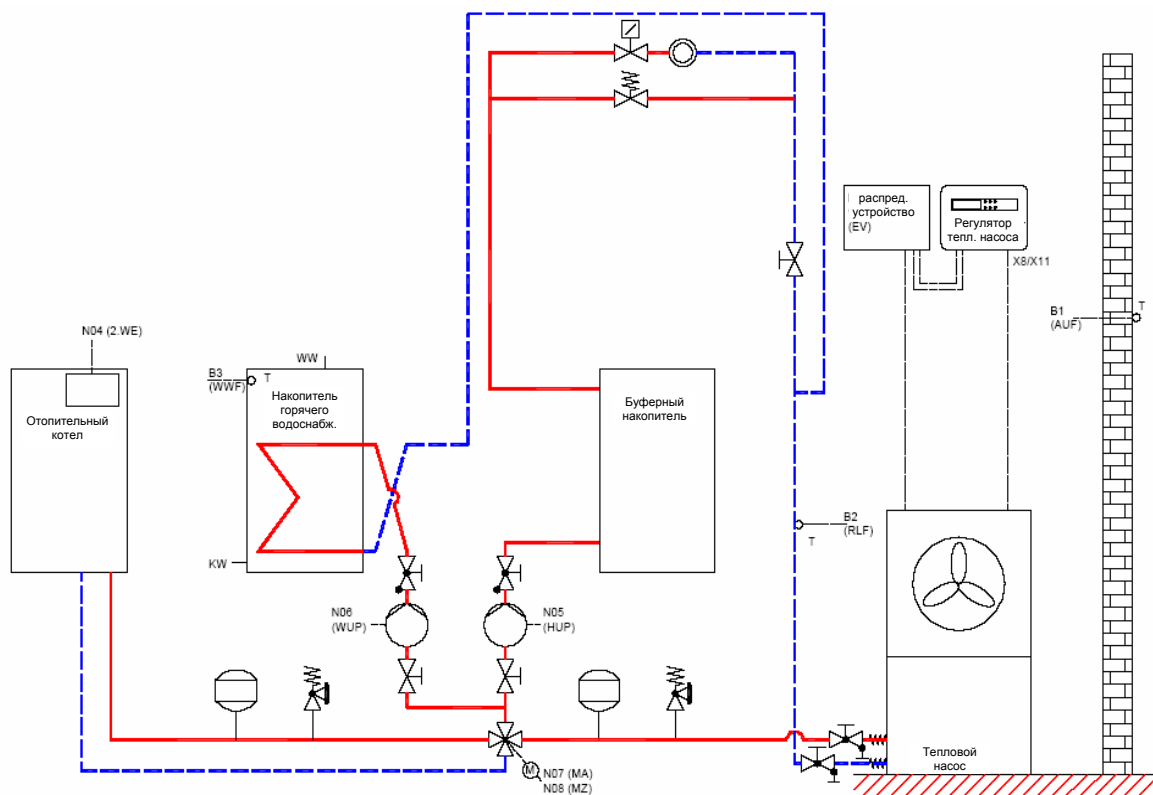 распред.
устройство
(EV)
Регулятор
тепл. насоса
X8/X11
B1
(AUF)
T
N04 (2.WE)
B3
(WWF)
T
WW
Отопительный
котел
Накопитель
горячего
водоснабж.
Буферный
накопитель
B2
(RLF)
T
KW
N06
(WUP)
N05
(HUP)
M
N07 (MA)
N08 (MZ)
Тепловой
насос